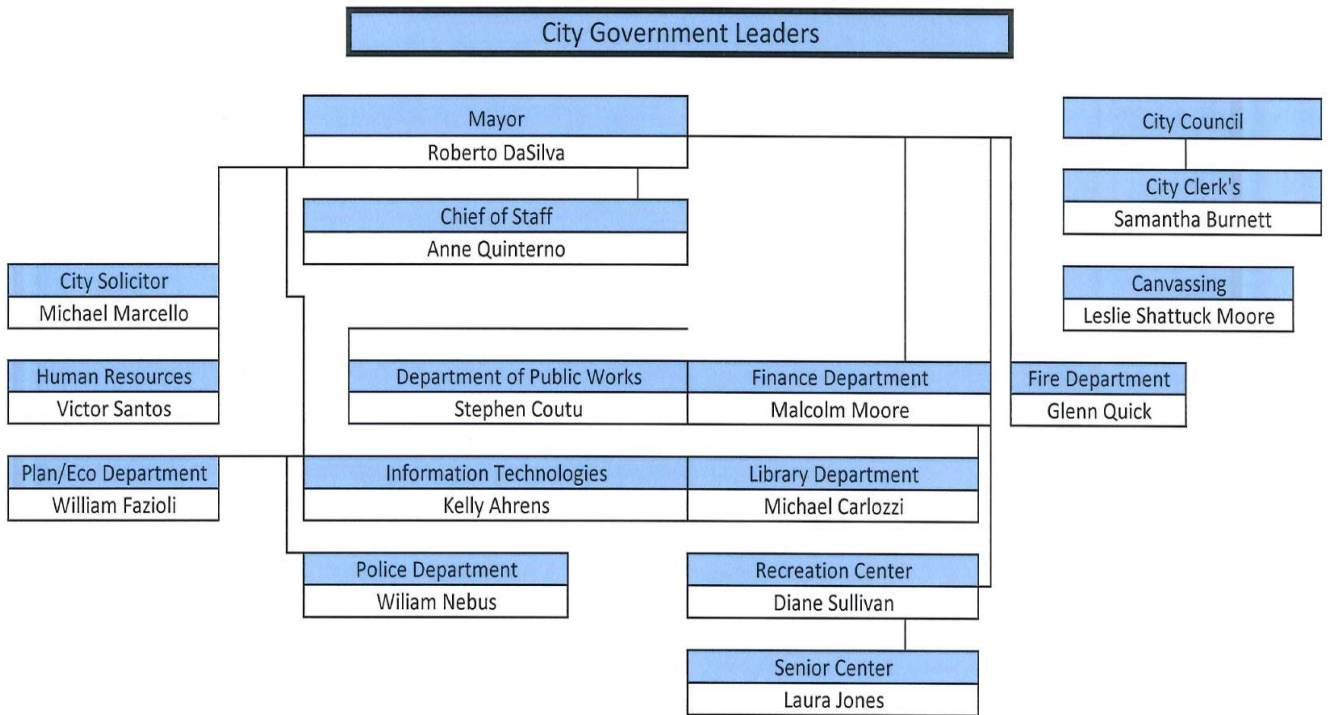 City Government Leaders
Mayor
Roberto DaSilva
City Council
City Clerk's
Samantha Burnett
Chief of Staff
Anne Quinterno
City Solicitor
Michael Marcello
Canvassing
Leslie Shattuck Moore
Human Resources
Victor Santos
Department of Public Works
Stephen Coutu
Finance Department
Malcolm Moore
Fire Department
Glenn Quick
Plan/Eco Department
William Fazioli
Information Technologies
Kelly Ahrens
Library Department
Michael Carlozzi
Police Department
Wiliam Nebus
Recreation Center
Diane Sullivan
Senior Center
Laura Jones